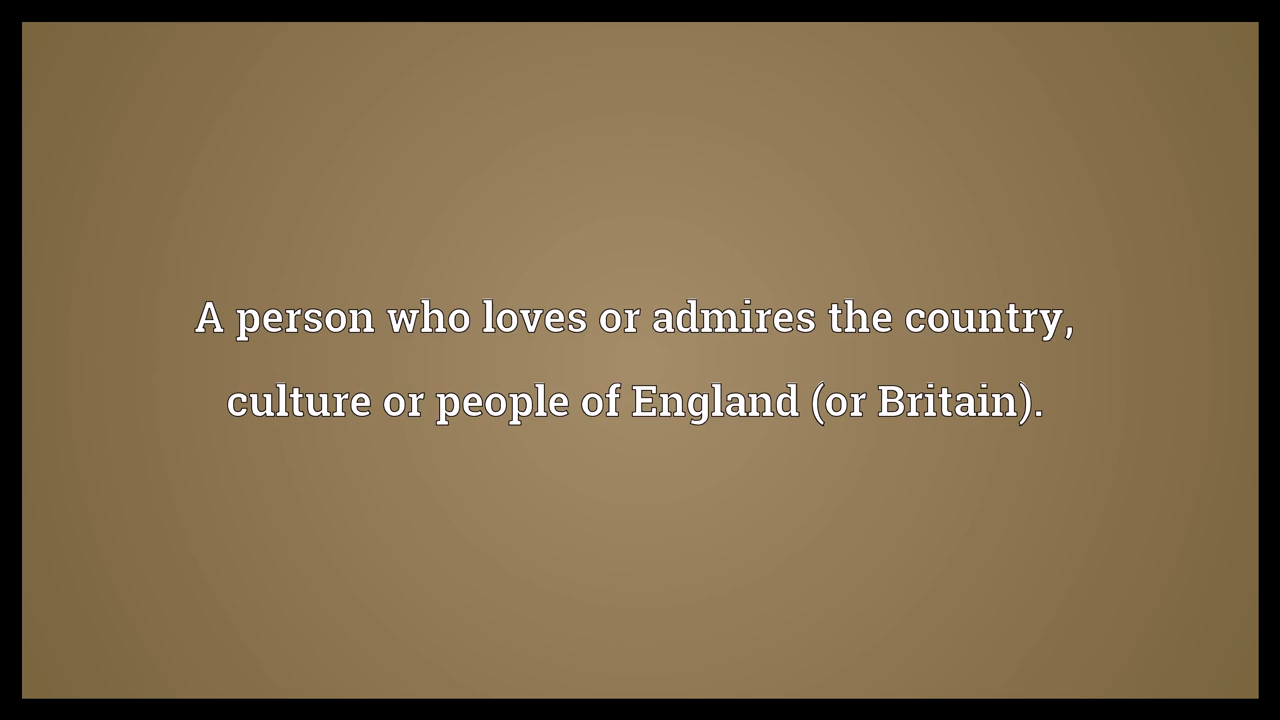 A person who loves or admires the country,
culture or people of England (or Britain).